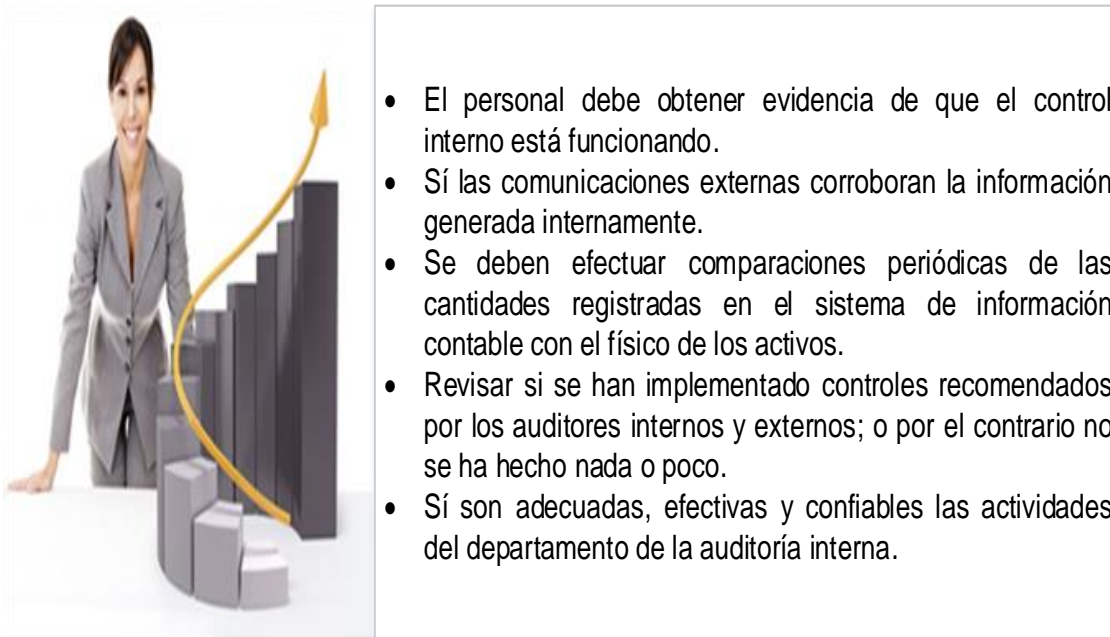 • El personal debe obtener evidencia de que el control
interno está funcionando.
• Sí las comunicaciones externas corroboran la información
generada internamente.
• Se deben efectuar comparaciones periódicas de las
cantidades registradas en el sistema de información
contable con el físico de los activos.
• Revisar si se han implementado controles recomendados
por los auditores internos y externos; o por el contrario no
se ha hecho nada o poco.
• Sí son adecuadas, efectivas y confiables las actividades
del departamento de la auditoría interna.